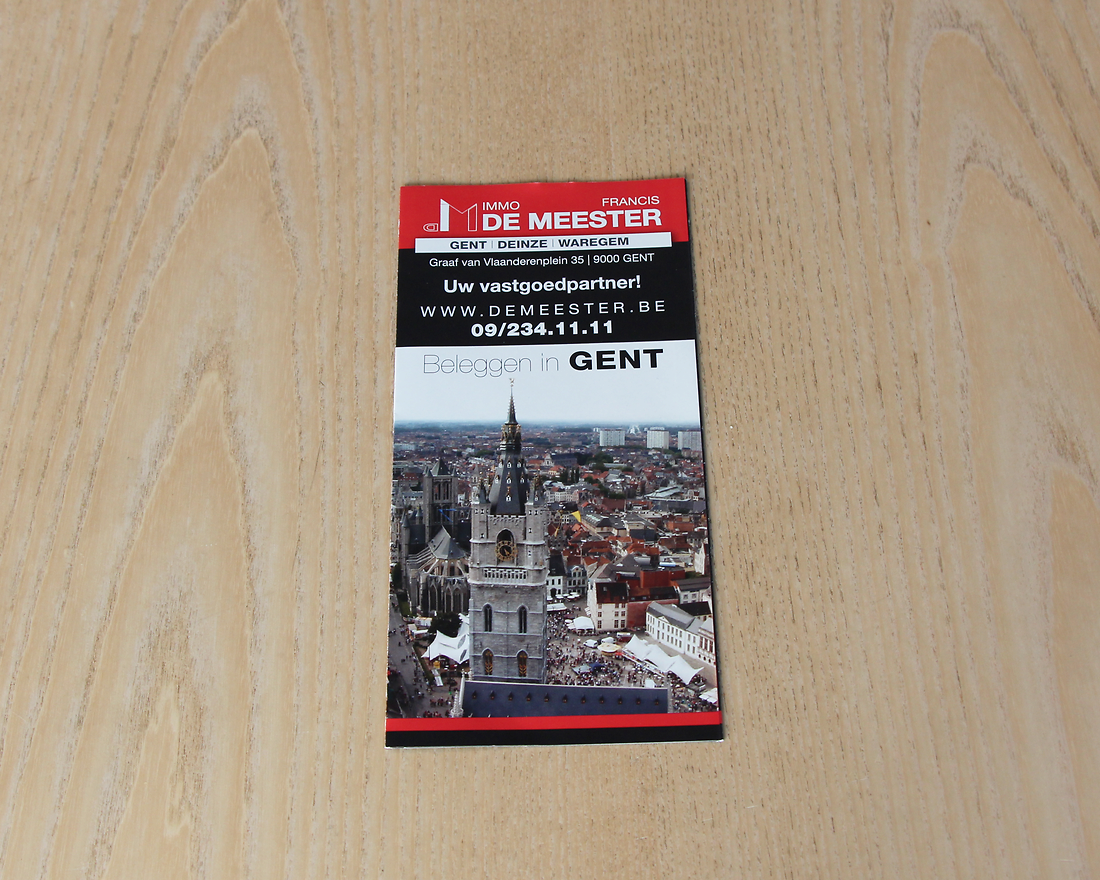 IMMO FRANCIS
dM DE MEESTER
GENT | DEINZE | WAREGEM
Graaf van Vlaanderenplein 35 | 9000 GENT
Uw vastgoedpartner!
WWW.DEMEESTER.BE
09/234.11.11
Beleggen in GENT